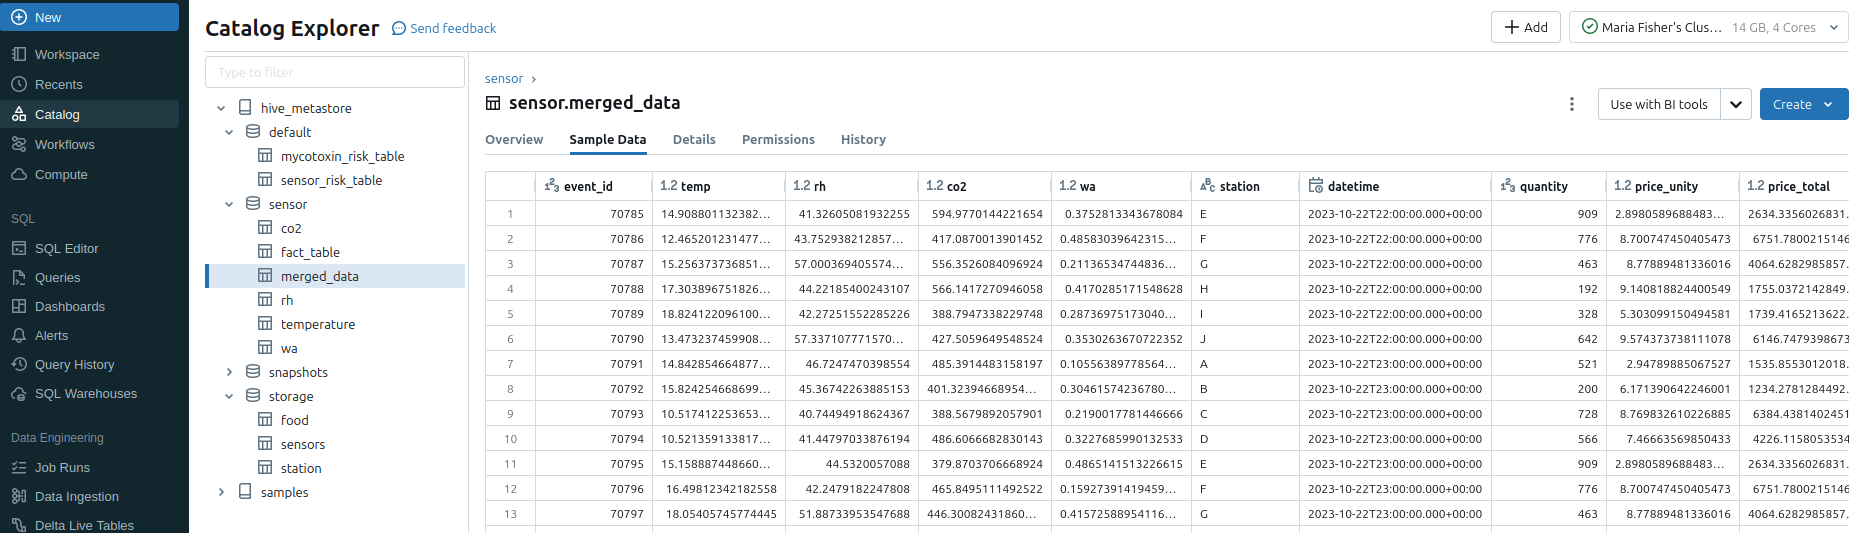 New
Workspace
Recents
Catalog
Workflows
Compute
SQL
SQL Editor
Queries
Dashboards
Alerts
Query History
SQL Warehouses
Data Engineering
Job Runs
Data Ingestion
Delta Live Tables
Catalog Explorer Send feedback
Add
Maria Fisher's Clus... 14 GB, 4 Cores
Type to filter
hive_metastore
default
mycotoxin_risk_table
sensor_risk_table
sensor
co2
fact_table
merged_data
rh
temperature
wa
snapshots
storage
food
sensors
station
samples
sensor ›
sensor.merged_data
Use with BI tools
Create
Overview Sample Data Details Permissions History
1²3 event_id 1.2 temp 1.2 rh 1.2 co2 1.2 wa ABC station datetime 1²3 quantity 1.2 price_unity 1.2 price_total
1 70785 14.908801132382... 41.32605081932255 594.9770144221654 0.3752813343678084 E 2023-10-22T22:00:00.000+00:00 909 2.8980589688483... 2634.3356026831.
2 70786 12.465201231477... 43.752938212857... 417.0870013901452 0.48583039642315... F 2023-10-22T22:00:00.000+00:00 776 8.700747450405473 6751.7800215146
3 70787 15.256373736851... 57.000369405574... 556.3526084096924 0.21136534744836... G 2023-10-22T22:00:00.000+00:00 463 8.77889481336016 4064.6282985857.
4 70788 17.303896751826... 44.22185400243107 566.1417270946058 0.4170285171548628 H 2023-10-22T22:00:00.000+00:00 192 9.140818824400549 1755.0372142849.
5 70789 18.824122096100... 42.27251552285226 388.7947338229748 0.28736975173040... I 2023-10-22T22:00:00.000+00:00 328 5.303099150494581 1739.4165213622.
6 70790 13.473237459908... 57.337107771570... 427.5059649548524 0.3530263670722352 J 2023-10-22T22:00:00.000+00:00 642 9.574373738111078 6146.7479398673
7 70791 14.842854664877... 46.7247470398554 485.3914483158197 0.10556389778564... A 2023-10-22T23:00:00.000+00:00 521 2.94789885067527 1535.8553012018.
8 70792 15.824254668699... 45.36742263885153 401.32394668954... 0.30461574236780... B 2023-10-22T23:00:00.000+00:00 200 6.171390642246001 1234.2781284492.
9 70793 10.517412253653... 40.74494918624367 388.5679892057901 0.2190017781446666 C 2023-10-22T23:00:00.000+00:00 728 8.769832610226885 6384.4381402451
10 70794 10.521359133817... 41.44797033876194 486.6066682830143 0.3227685990132533 D 2023-10-22T23:00:00.000+00:00 566 7.46663569850433 4226.1158053534
11 70795 15.158887448660... 44.5320057088 379.8703706668924 0.4865141513226615 E 2023-10-22T23:00:00.000+00:00 909 2.8980589688483... 2634.3356026831.
12 70796 16.49812342182558 42.2479182247808 465.8495111492522 0.15927391419459... F 2023-10-22T23:00:00.000+00:00 776 8.700747450405473 6751.7800215146
13 70797 18.05405745774445 51.88733953547688 446.30082431860... 0.41572588954116... G 2023-10-22T23:00:00.000+00:00 463 8.77889481336016 4064.6282985857.